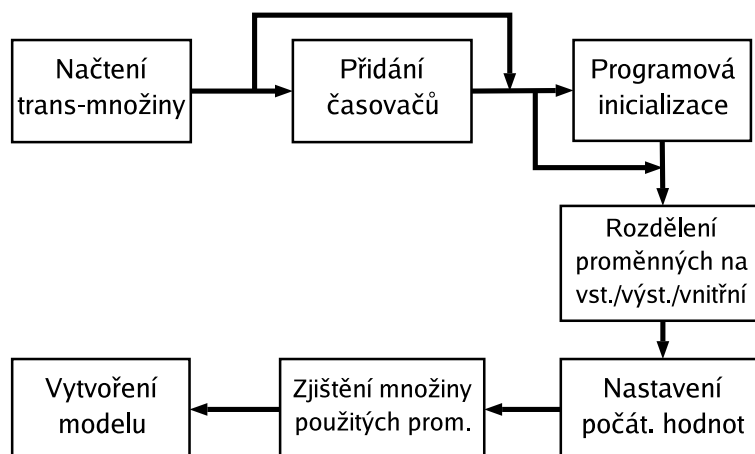 Načtení
trans-množiny
Přidání
časovačů
Programová
inicializace
Rozdělení
proměnných na
vst./výst./vnitřní
Nastavení
počát. hodnot
Zjištění množiny
použitých prom.
Vytvoření
modelu